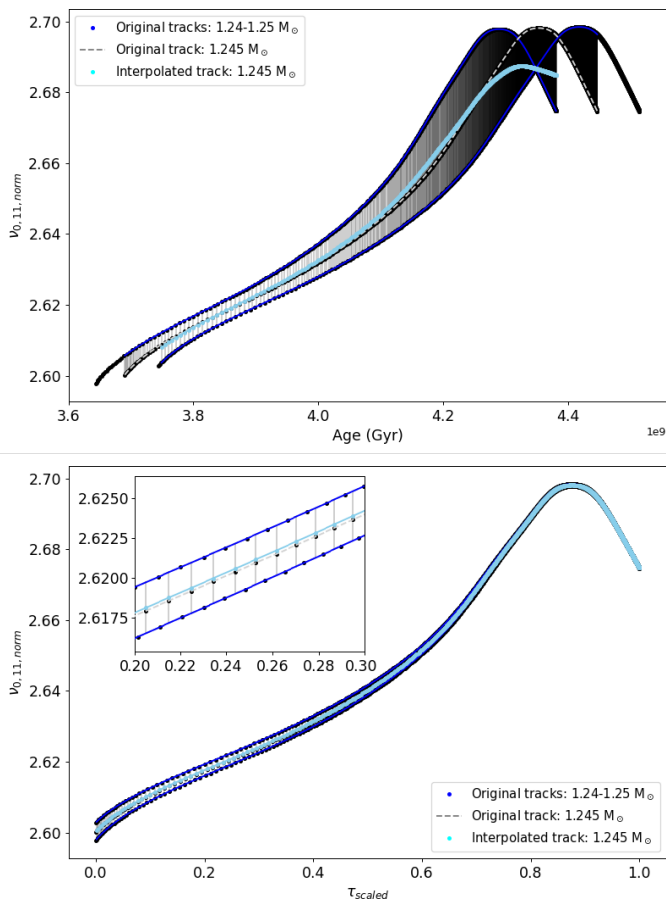 2.70
2.68
2.66
2.64
2.62
2.60
ν0, 11, norm
Original tracks: 1.24-1.25 M⊙
Original track: 1.245 M⊙
Interpolated track: 1.245 M⊙
3.6 3.8 4.0 4.2 4.4
Age (Gyr)
1e9
2.70
2.68
2.66
2.64
2.62
2.60
ν0, 11, norm
2.6250
2.6225
2.6200
2.6175
0.20 0.22 0.24 0.26 0.28 0.30
Original tracks: 1.24-1.25 M⊙
Original track: 1.245 M⊙
Interpolated track: 1.245 M⊙
0.0 0.2 0.4 0.6 0.8 1.0
τscaled